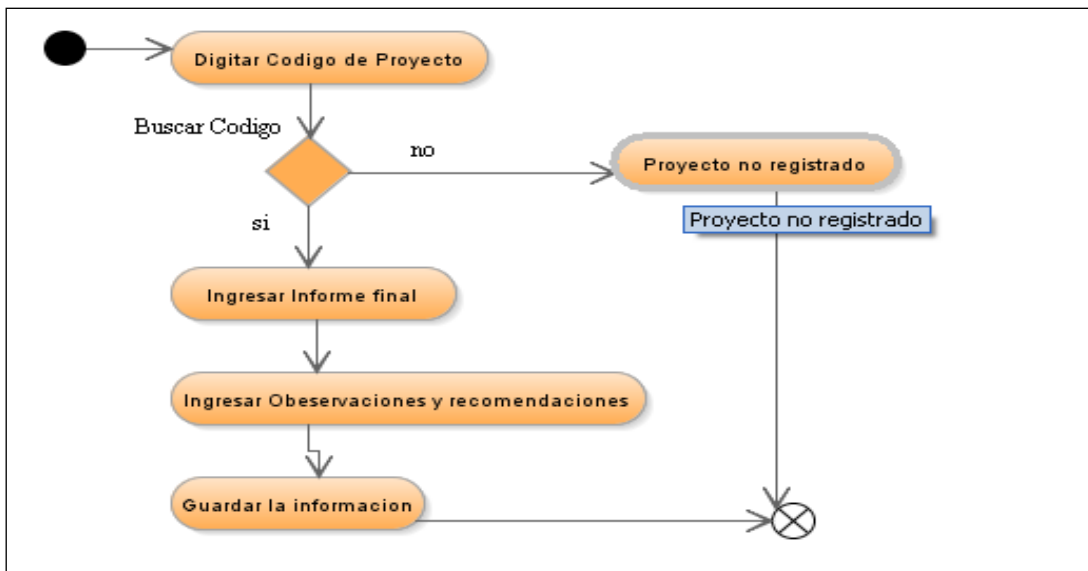 Digitar Codigo de Proyecto
Buscar Codigo
no
Proyecto no registrado
Proyecto no registrado
si
Ingresar Informe final
Ingresar Obeservaciones y recomendaciones
Guardar la informacion